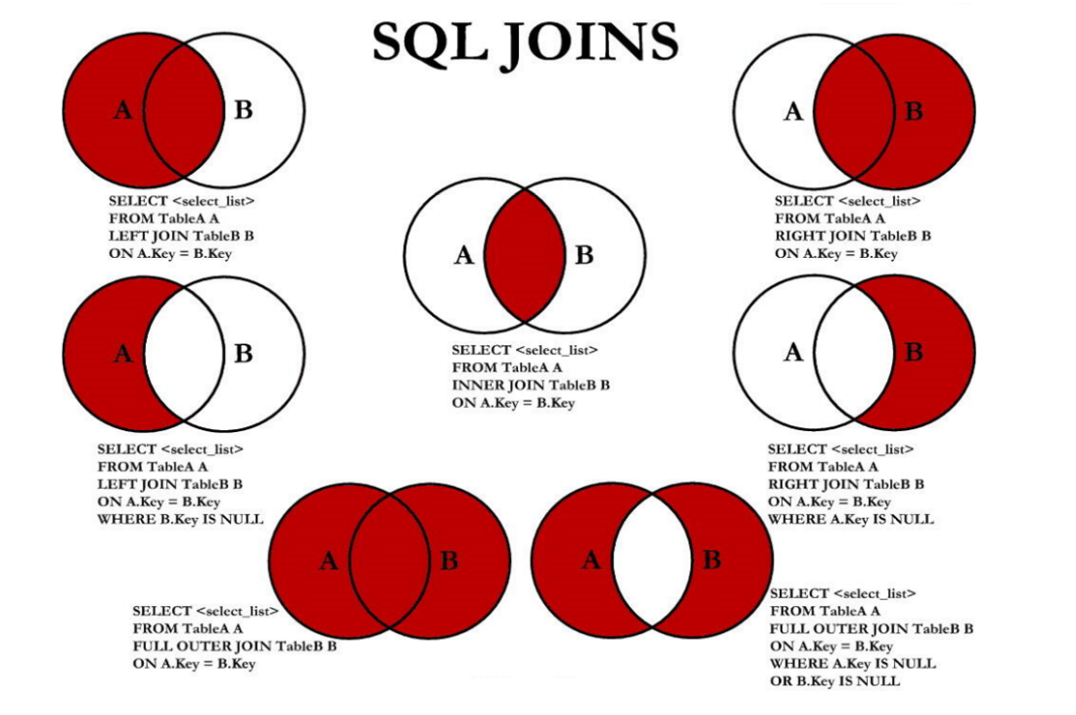 SQL JOINS
A
B
SELECT <select_list>
FROM TableA A
LEFT JOIN TableB B
ON A.Key = B.Key
A
B
SELECT <select_list>
FROM TableA A
RIGHT JOIN TableB B
ON A.Key = B.Key
A
B
SELECT <select_list>
FROM TableA A
INNER JOIN TableB B
ON A.Key = B.Key
A
B
SELECT <select_list>
FROM TableA A
LEFT JOIN TableB B
ON A.Key = B.Key
WHERE B.Key IS NULL
A
B
SELECT <select_list>
FROM TableA A
RIGHT JOIN TableB B
ON A.Key = B.Key
WHERE A.Key IS NULL
A
B
SELECT <select_list>
FROM TableA A
FULL OUTER JOIN TableB B
ON A.Key = B.Key
A
B
SELECT <select_list>
FROM TableA A
FULL OUTER JOIN TableB B
ON A.Key = B.Key
WHERE A.Key IS NULL
OR B.Key IS NULL